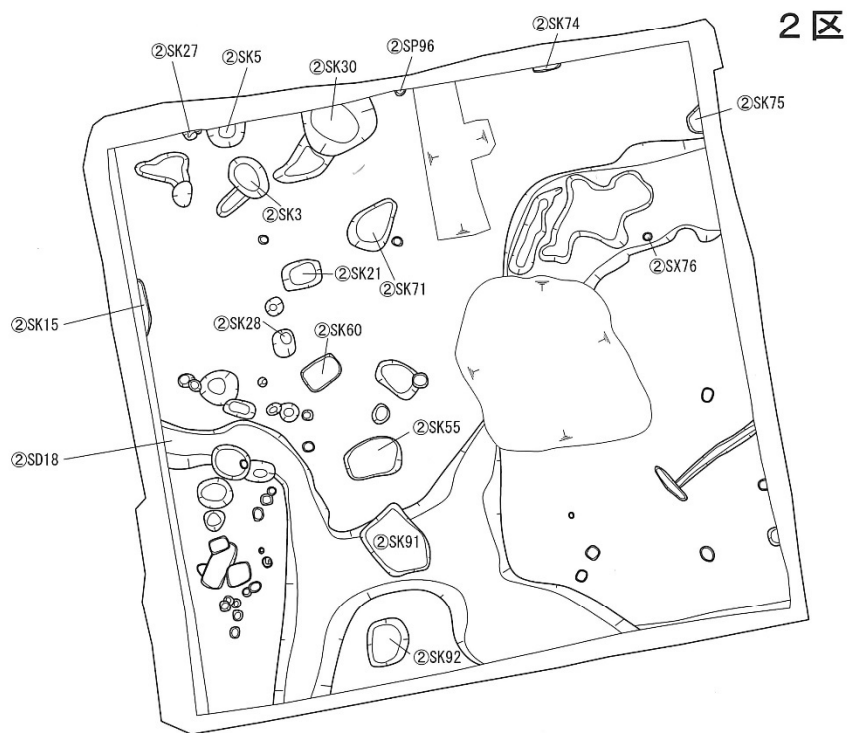 2区
②SK74
②SP96
②SK27
②SK5
②SK30
②SK75
②SK3
②SX76
②SK21
②SK71
②SK15
②SK28
②SK60
②SK55
②SD18
②SK91
②SK92